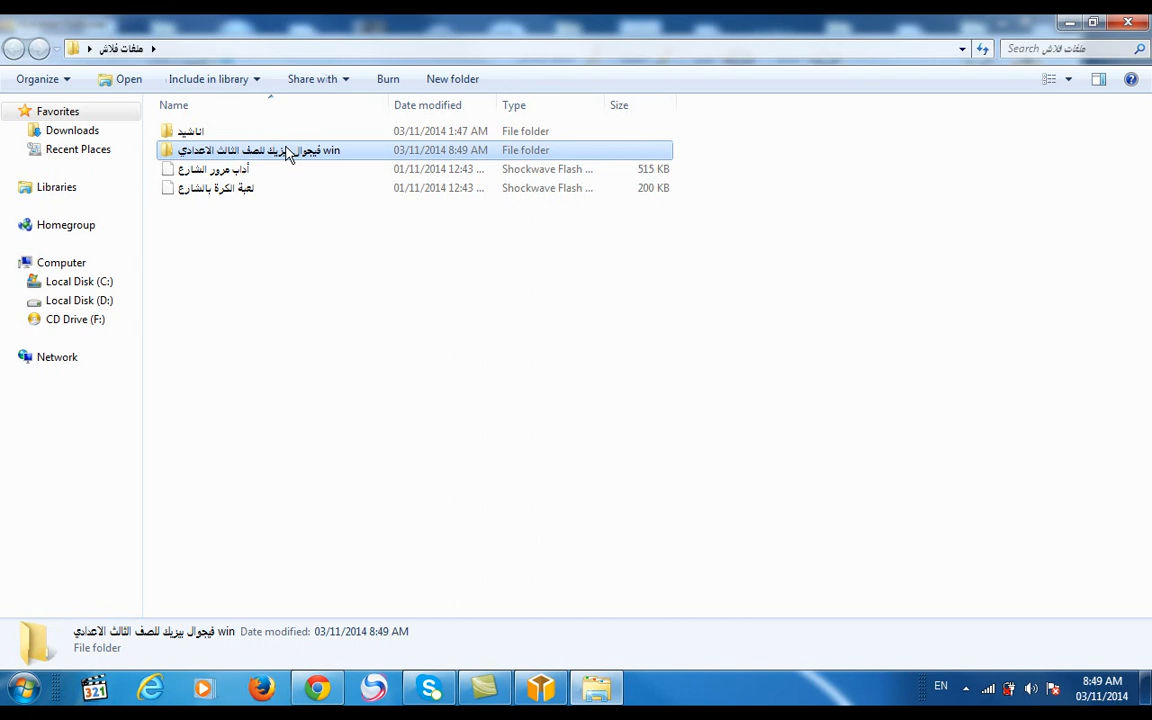 ملفات فلاش
Search ملفات فلاش
Organize Open Include in library Share with Burn New folder
Favorites
Downloads
Recent Places
Libraries
Homegroup
Computer
Local Disk (C:)
Local Disk (D:)
CD Drive (F:)
Network
Name Date modified Type Size
اناشيد 03/11/2014 1:47 AM File folder
فيجوال بيزيك للصف الثالث الاعدادي win 03/11/2014 8:49 AM File folder
أداب مرور الشارع 01/11/2014 12:43 ... Shockwave Flash ... 515 KB
لعبة الكرة بالشارع 01/11/2014 12:43 ... Shockwave Flash ... 200 KB
فيجوال بيزيك للصف الثالث الاعدادي win Date modified: 03/11/2014 8:49 AM
File folder
321
EN
8:49 AM
03/11/2014